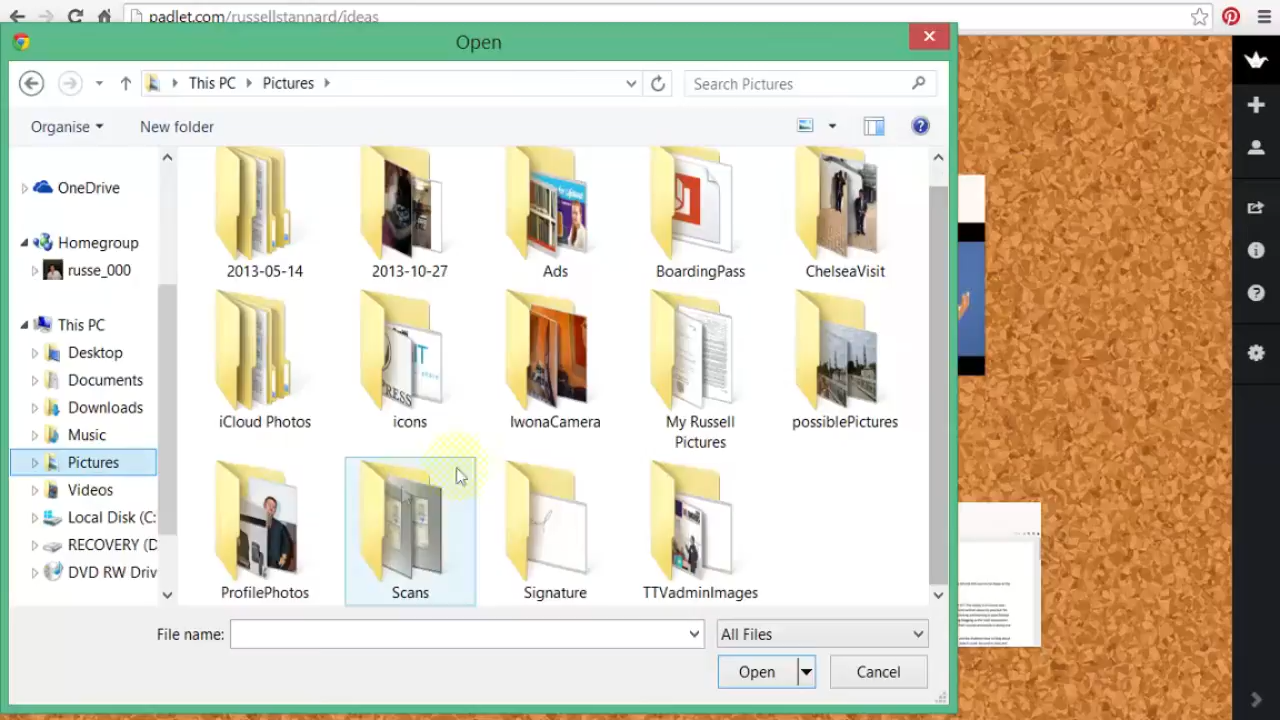 padlet.com/russellstannard/ideas
Open
This PC
Pictures
Search Pictures
Organise
New folder
OneDrive
Homegroup
russe_000
This PC
Desktop
Documents
Downloads
Music
Pictures
Videos
Local Disk (C:
RECOVERY (D
DVD RW Driv
2013-05-14
2013-10-27
Ads
BoardingPass
ChelseaVisit
iCloud Photos
icons
IwonaCamera
My Russell
Pictures
possiblePictures
ProfilePhotos
Scans
Signature
TTVadminImages
File name:
All Files
Open
Cancel